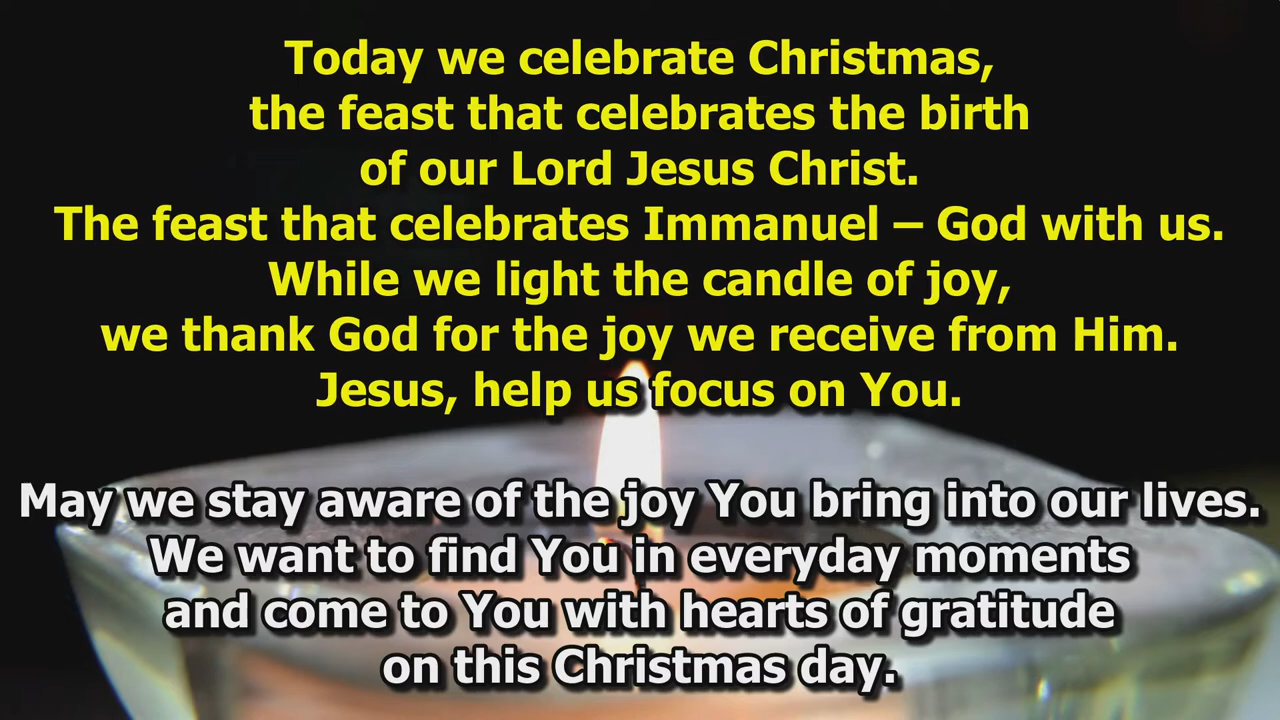 Today we celebrate Christmas,
the feast that celebrates the birth
of our Lord Jesus Christ.
The feast that celebrates Immanuel – God with us.
While we light the candle of joy,
we thank God for the joy we receive from Him.
Jesus, help us focus on You.
May we stay aware of the joy You bring into our lives.
We want to find You in everyday moments
and come to You with hearts of gratitude
on this Christmas day.